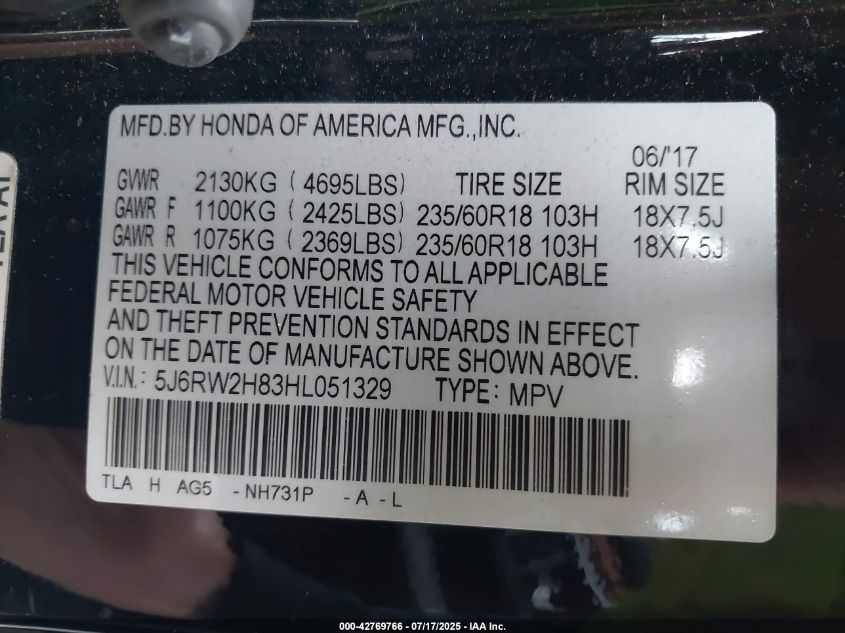 MFD.BY HONDA OF AMERICA MFG.,INC.
06/'17
GVWR 2130KG ( 4695LBS) TIRE SIZE RIM SIZE
GAWR F 1100KG ( 2425LBS) 235/60R18 103H 18X7.5J
GAWR R 1075KG ( 2369LBS) 235/60R18 103H 18X7.5J
THIS VEHICLE CONFORMS TO ALL APPLICABLE
FEDERAL MOTOR VEHICLE SAFETY
AND THEFT PREVENTION STANDARDS IN EFFECT
ON THE DATE OF MANUFACTURE SHOWN ABOVE.
V.I.N.: 5J6RW2H83HL051329 TYPE: MPV
TLA H AG5 -NH731P -A -L
000-42769766 - 07/17/2025 - IAA Inc.